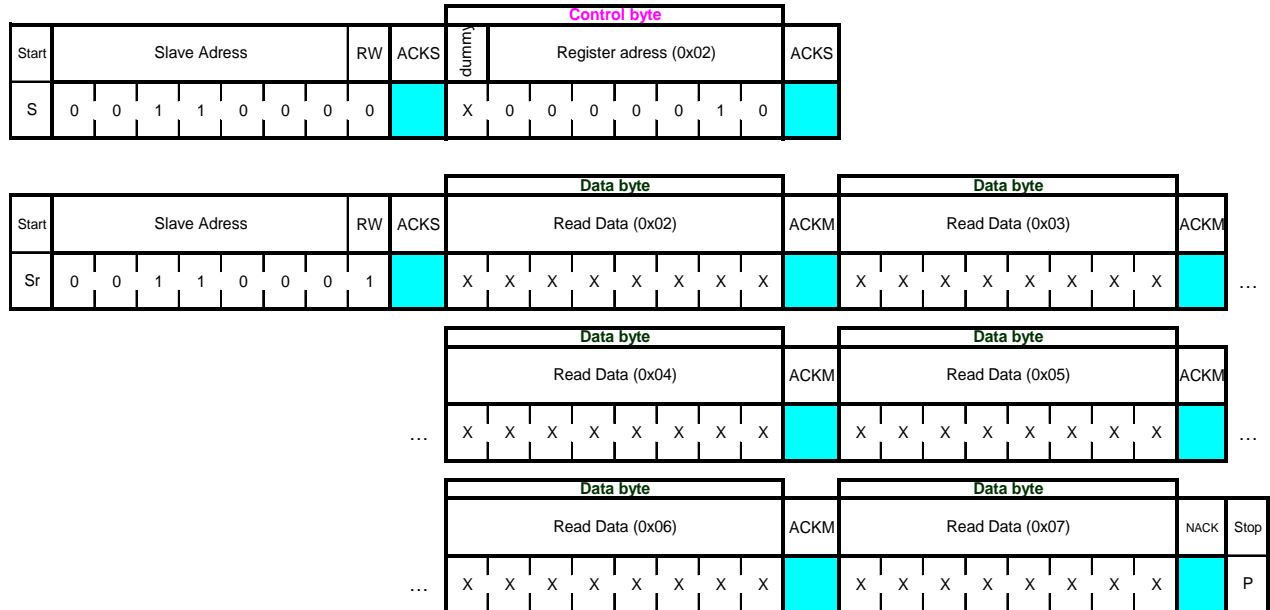 Control byte
Start Slave Adress RW ACKS dummy Register adress (0x02) ACKS
S 0 0 1 1 0 0 0 0 X 0 0 0 0 0 1 0
Data byte Data byte
Start Slave Adress RW ACKS Read Data (0x02) ACKM Read Data (0x03) ACKM
Sr 0 0 1 1 0 0 0 1 X X X X X X X X X X X X X X X X …
Data byte Data byte
Read Data (0x04) ACKM Read Data (0x05) ACKM
… X X X X X X X X X X X X X X X X …
Data byte Data byte
Read Data (0x06) ACKM Read Data (0x07) NACK Stop
… X X X X X X X X X X X X X X X X P